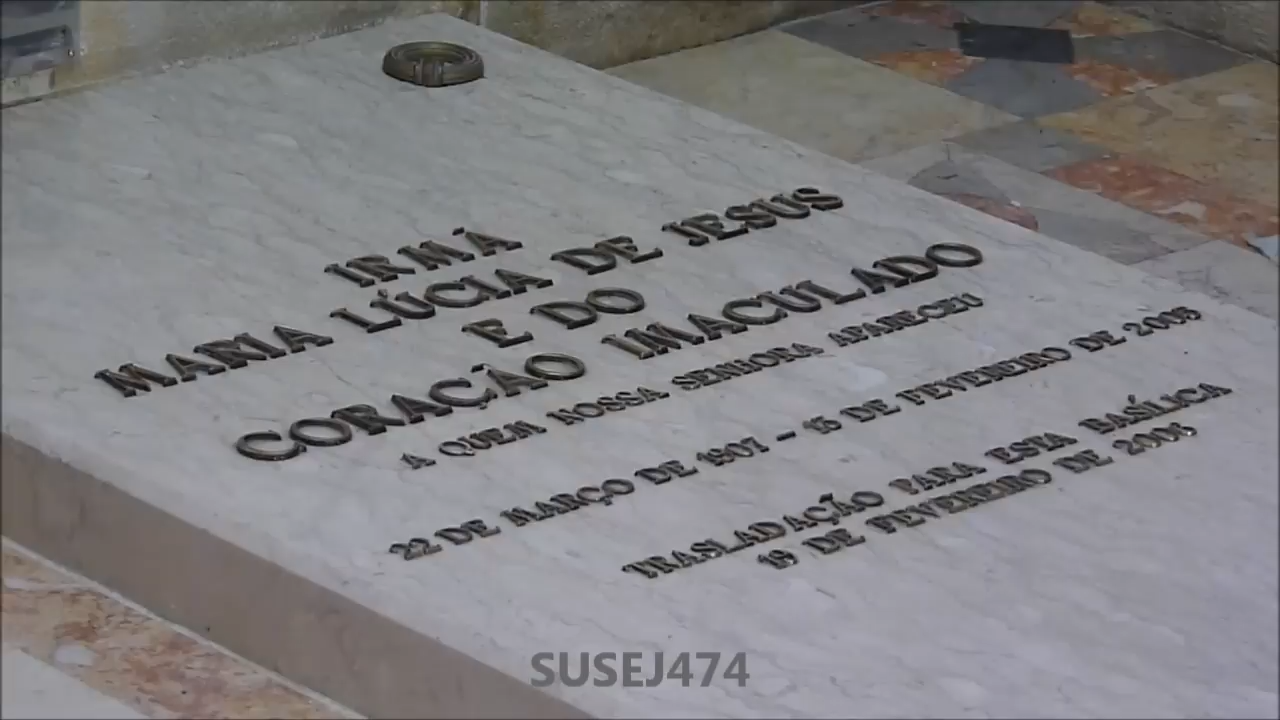 IRMÃ
MARIA LÚCIA DE JESUS
E DO
CORAÇÃO IMACULADO
A QUEM NOSSA SENHORA APARECEU
22 DE MARÇO DE 1907 - 13 DE FEVEREIRO DE 2005
TRASLADAÇÃO PARA ESTA BASÍLICA
19 DE FEVEREIRO DE 2006
SUSEJ474